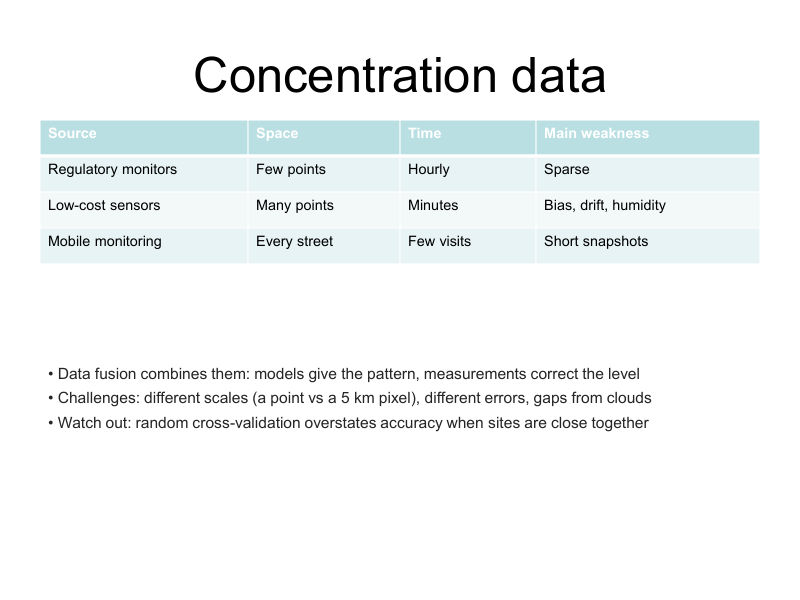 Concentration data
Source Space Time Main weakness
Regulatory monitors Few points Hourly Sparse
Low-cost sensors Many points Minutes Bias, drift, humidity
Mobile monitoring Every street Few visits Short snapshots
• Data fusion combines them: models give the pattern, measurements correct the level
• Challenges: different scales (a point vs a 5 km pixel), different errors, gaps from clouds
• Watch out: random cross-validation overstates accuracy when sites are close together